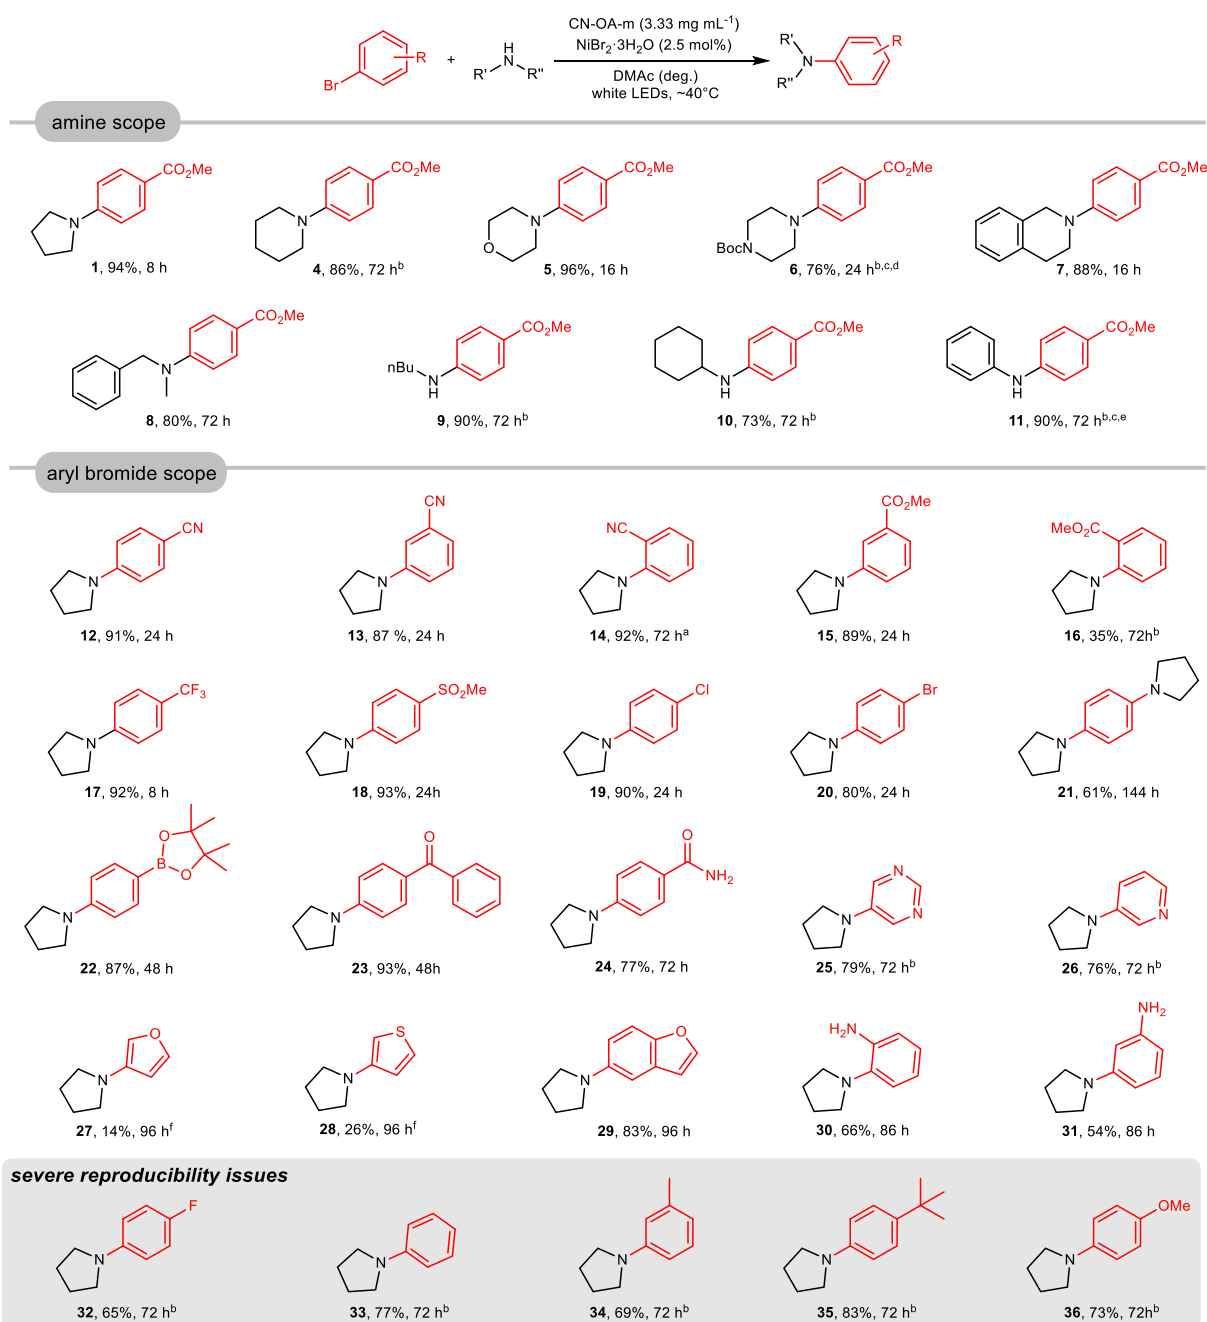 CN-OA-m (3.33 mg mL⁻¹)
NiBr₂·3H₂O (2.5 mol%)
DMAc (deg.)
white LEDs, ~40°C
Br
R
+
H
N
R'
R"
R'
N
R"
R
amine scope
CO₂Me
N
1, 94%, 8 h
CO₂Me
N
4, 86%, 72 hᵇ
CO₂Me
N
O
5, 96%, 16 h
CO₂Me
N
BocN
6, 76%, 24 hᵇ,ᶜ,ᵈ
CO₂Me
N
7, 88%, 16 h
CO₂Me
N
8, 80%, 72 h
CO₂Me
nBu
N
H
9, 90%, 72 hᵇ
CO₂Me
N
H
10, 73%, 72 hᵇ
CO₂Me
N
H
11, 90%, 72 hᵇ,ᶜ,ᵉ
aryl bromide scope
CN
N
12, 91%, 24 h
CN
N
13, 87 %, 24 h
NC
N
14, 92%, 72 hᵃ
CO₂Me
N
15, 89%, 24 h
MeO₂C
N
16, 35%, 72hᵇ
CF₃
N
17, 92%, 8 h
SO₂Me
N
18, 93%, 24h
Cl
N
19, 90%, 24 h
Br
N
20, 80%, 24 h
N
N
21, 61%, 144 h
O
B
O
N
22, 87%, 48 h
O
N
23, 93%, 48h
O
NH₂
N
24, 77%, 72 h
N
N
N
25, 79%, 72 hᵇ
N
N
26, 76%, 72 hᵇ
O
N
27, 14%, 96 hᶠ
S
N
28, 26%, 96 hᶠ
O
N
29, 83%, 96 h
H₂N
N
30, 66%, 86 h
NH₂
N
31, 54%, 86 h
severe reproducibility issues
F
N
32, 65%, 72 hᵇ
N
33, 77%, 72 hᵇ
N
34, 69%, 72 hᵇ
N
35, 83%, 72 hᵇ
OMe
N
36, 73%, 72hᵇ